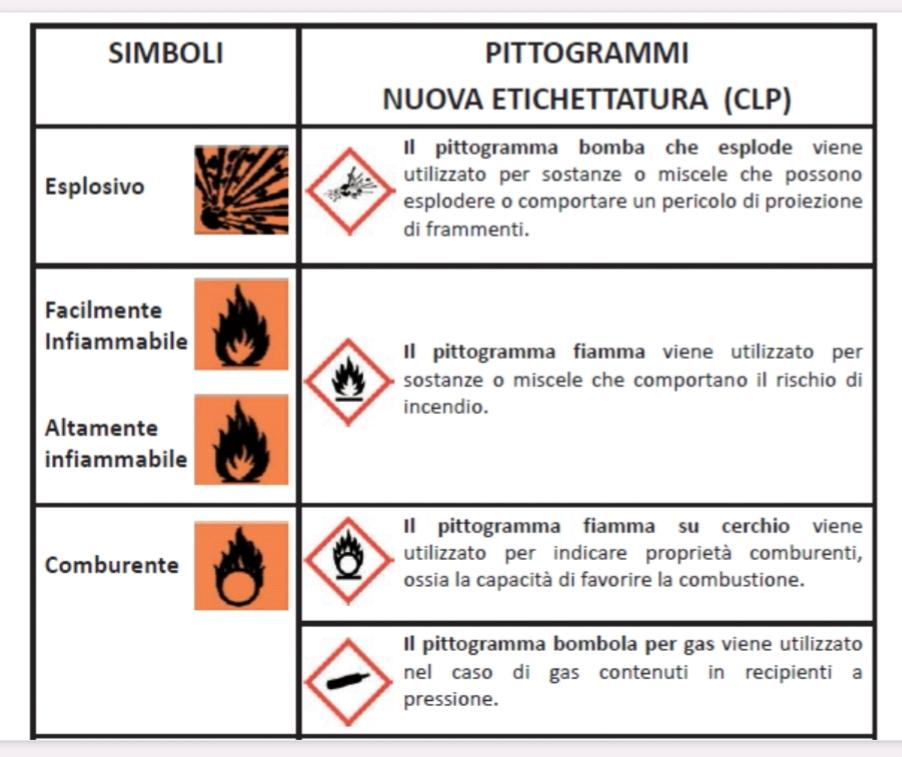 SIMBOLI
PITTOGRAMMI
NUOVA ETICHETTATURA (CLP)
Esplosivo
Il pittogramma bomba che esplode viene
utilizzato per sostanze o miscele che possono
esplodere o comportare un pericolo di proiezione
di frammenti.
Facilmente
Infiammabile
Altamente
infiammabile
Il pittogramma fiamma viene utilizzato per
sostanze o miscele che comportano il rischio di
incendio.
Comburente
Il pittogramma fiamma su cerchio viene
utilizzato per indicare proprietà comburenti,
ossia la capacità di favorire la combustione.
Il pittogramma bombola per gas viene utilizzato
nel caso di gas contenuti in recipienti a
pressione.